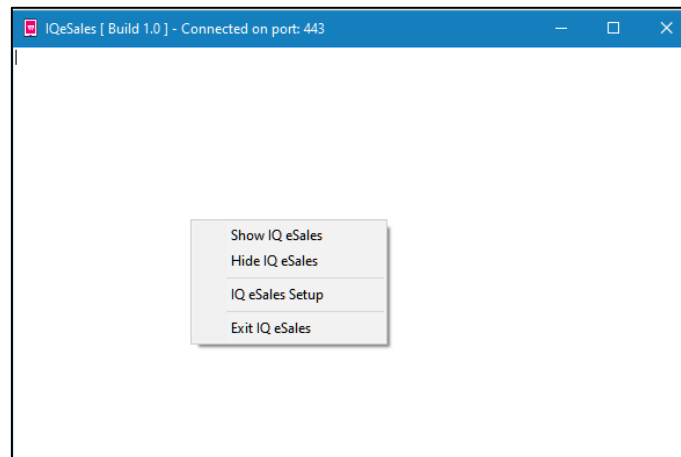 IQeSales [ Build 1.0 ] - Connected on port: 443
Show IQ eSales
Hide IQ eSales
IQ eSales Setup
Exit IQ eSales